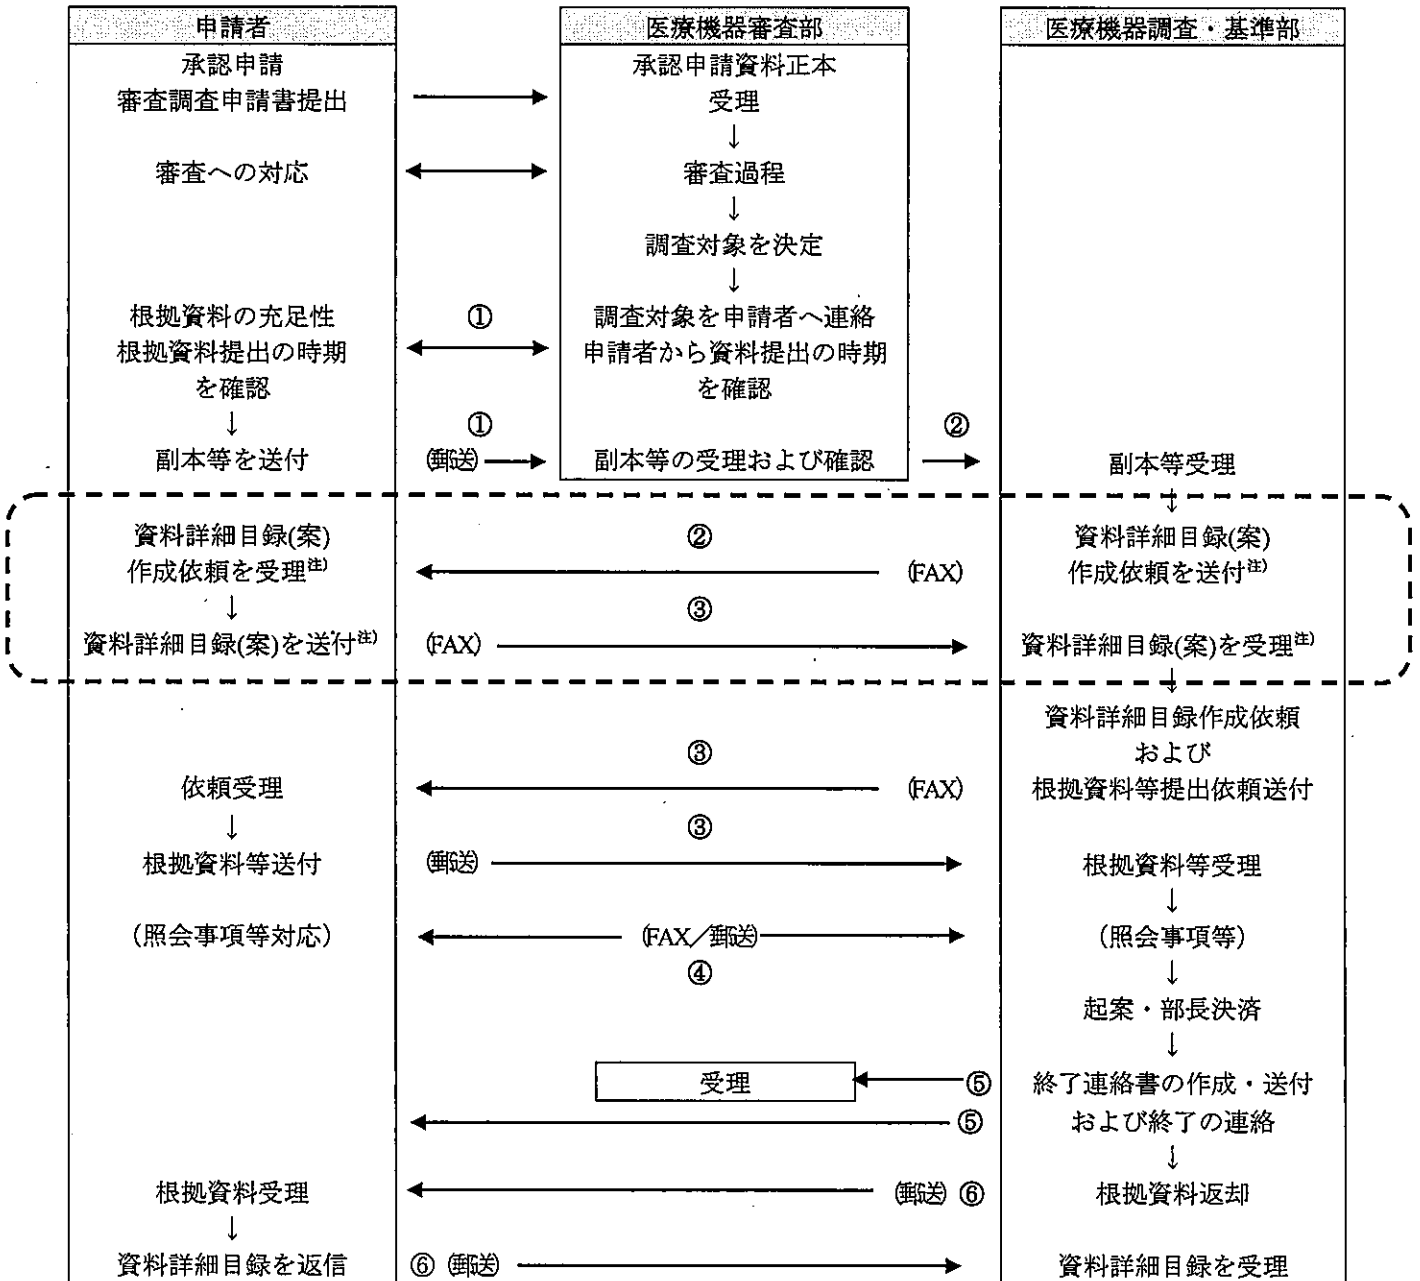 申請者 医療機器審査部 医療機器調査・基準部
承認申請 承認申請資料正本
審査調査申請書提出 → 受理
↓
審査への対応 ↔ 審査過程
↓
調査対象を決定
↓
根拠資料の充足性 ① 調査対象を申請者へ連絡
根拠資料提出の時期 ↔ 申請者から資料提出の時期
を確認 を確認
↓ ① ②
副本等を送付 (郵送) → 副本等の受理および確認 → 副本等受理
↓
資料詳細目録(案) ② 資料詳細目録(案)
作成依頼を受理注) ← (FAX) 作成依頼を送付注)
↓ ③
資料詳細目録(案)を送付注) (FAX) → 資料詳細目録(案)を受理注)
↓
資料詳細目録作成依頼
③ および
依頼受理 ← (FAX) 根拠資料等提出依頼送付
↓ ③
根拠資料等送付 (郵送) → 根拠資料等受理
↓
(照会事項等対応) ← (FAX/郵送) → (照会事項等)
④ ↓
起案・部長決済
↓
受理 ← ⑤ 終了連絡書の作成・送付
← ⑤ および終了の連絡
↓
根拠資料受理 ← (郵送) ⑥ 根拠資料返却
↓
資料詳細目録を返信 ⑥ (郵送) → 資料詳細目録を受理